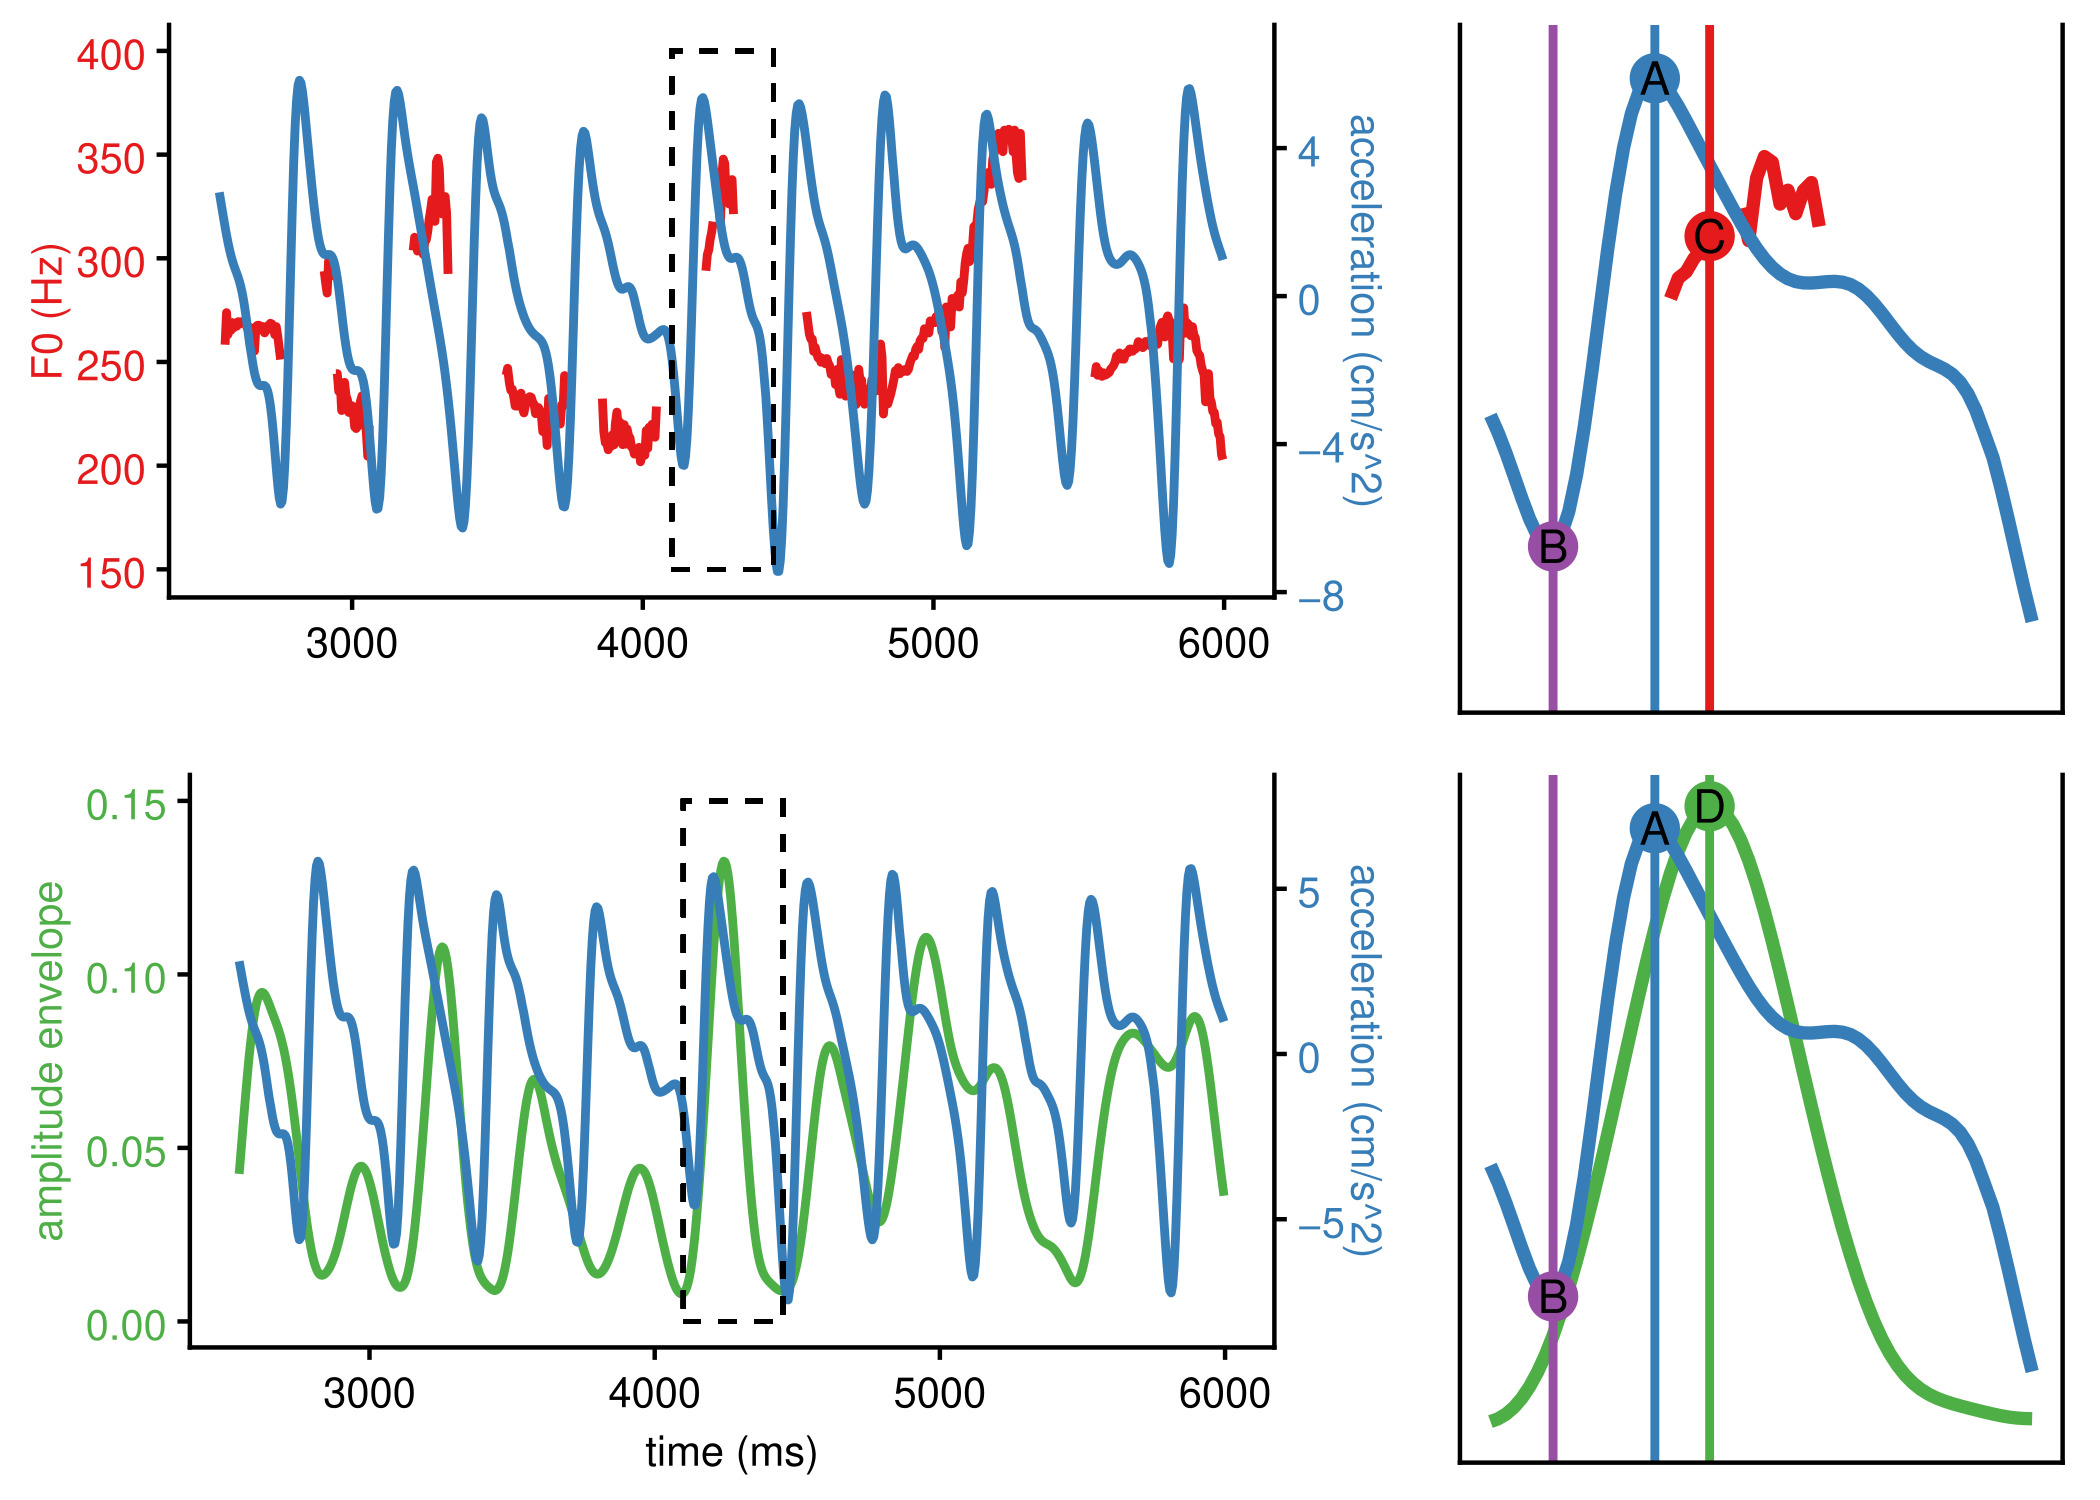 400
350
300
250
200
150
F0 (Hz)
4
0
−4
−8
acceleration (cm/s^2)
3000 4000 5000 6000
A
C
B
0.15
0.10
0.05
0.00
amplitude envelope
5
0
−5
acceleration (cm/s^2)
3000 4000 5000 6000
time (ms)
D
A
B